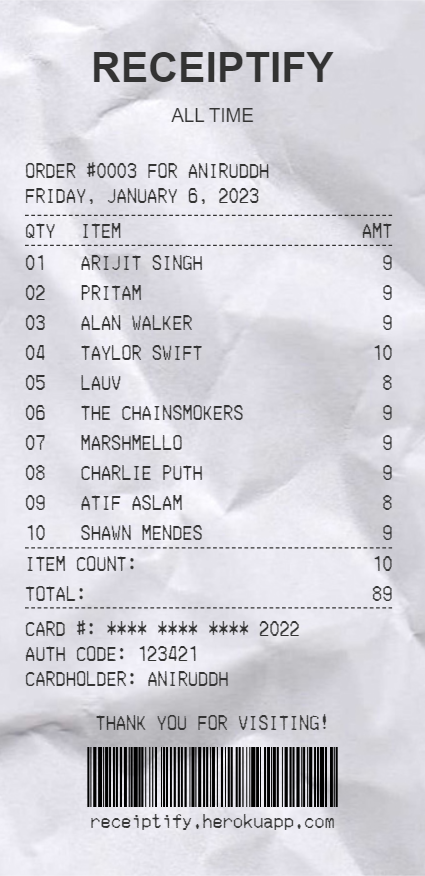 RECEIPTIFY
ALL TIME
ORDER #0003 FOR ANIRUDDH
FRIDAY, JANUARY 6, 2023
QTY ITEM AMT
01 ARIJIT SINGH 9
02 PRITAM 9
03 ALAN WALKER 9
04 TAYLOR SWIFT 10
05 LAUV 8
06 THE CHAINSMOKERS 9
07 MARSHMELLO 9
08 CHARLIE PUTH 9
09 ATIF ASLAM 8
10 SHAWN MENDES 9
ITEM COUNT: 10
TOTAL: 89
CARD #: **** **** **** 2022
AUTH CODE: 123421
CARDHOLDER: ANIRUDDH
THANK YOU FOR VISITING!
receiptify.herokuapp.com